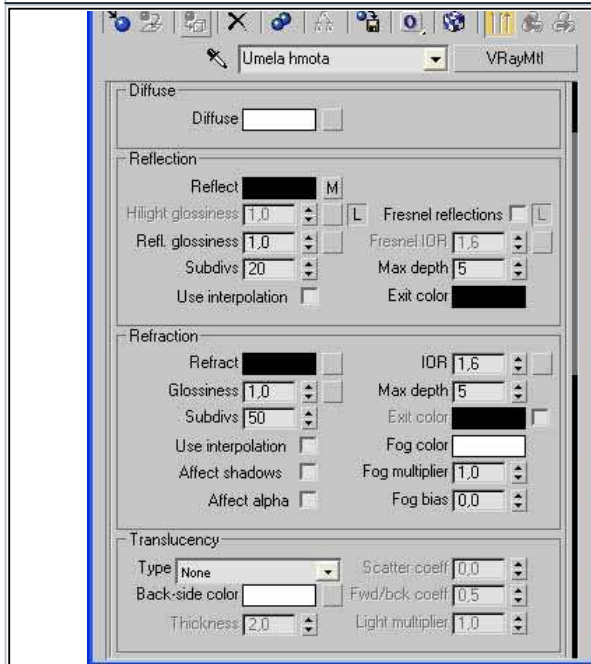 Umela hmota VRayMtl
Diffuse
Diffuse
Reflection
Reflect M
Hilight glossiness 1,0 L Fresnel reflections L
Refl. glossiness 1,0 Fresnel IOR 1,6
Subdivs 20 Max depth 5
Use interpolation Exit color
Refraction
Refract IOR 1,6
Glossiness 1,0 Max depth 5
Subdivs 50 Exit color
Use interpolation Fog color
Affect shadows Fog multiplier 1,0
Affect alpha Fog bias 0,0
Translucency
Type None Scatter coeff 0,0
Back-side color Fwd/bck coeff 0,5
Thickness 2,0 Light multiplier 1,0